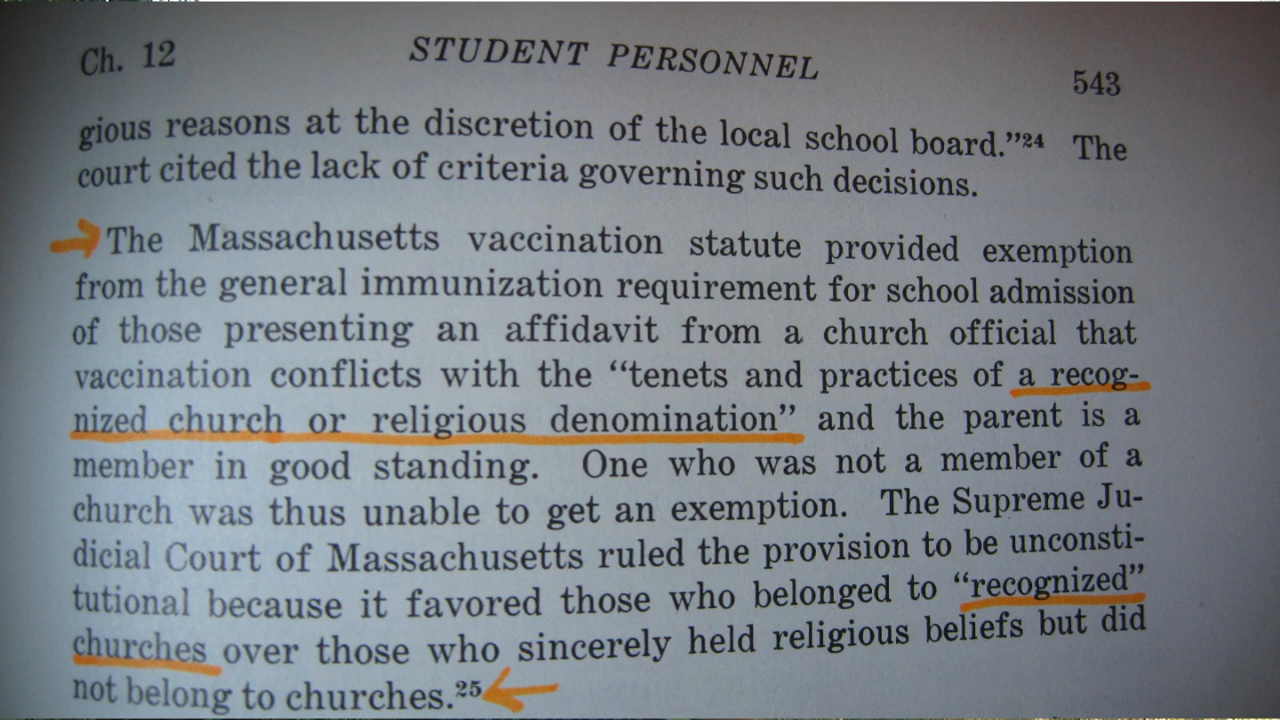 Ch. 12 STUDENT PERSONNEL 543
gious reasons at the discretion of the local school board.”24 The
court cited the lack of criteria governing such decisions.
The Massachusetts vaccination statute provided exemption
from the general immunization requirement for school admission
of those presenting an affidavit from a church official that
vaccination conflicts with the “tenets and practices of a recog-
nized church or religious denomination” and the parent is a
member in good standing. One who was not a member of a
church was thus unable to get an exemption. The Supreme Ju-
dicial Court of Massachusetts ruled the provision to be unconsti-
tutional because it favored those who belonged to “recognized”
churches over those who sincerely held religious beliefs but did
not belong to churches.25